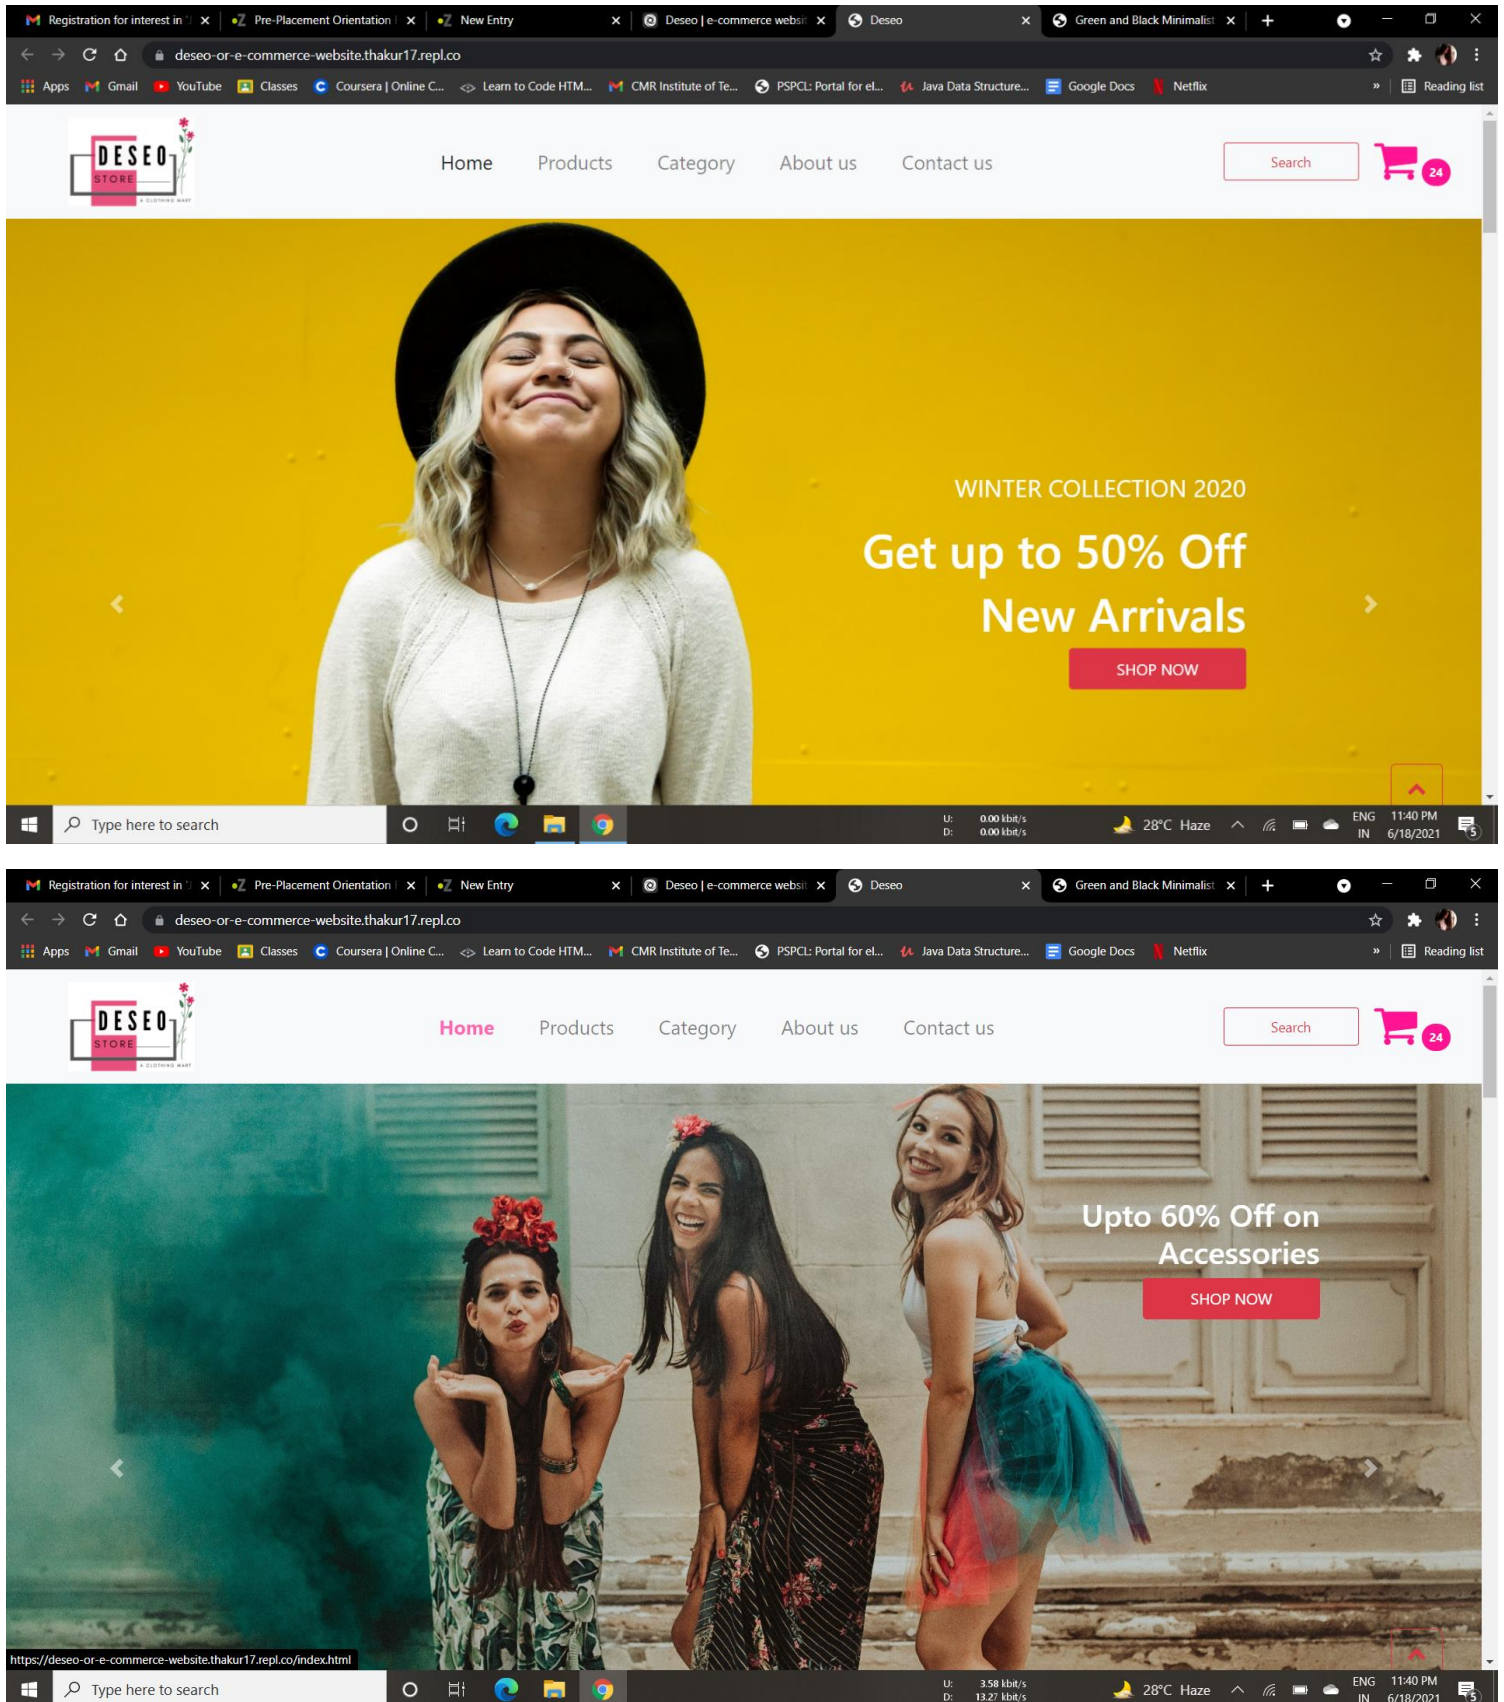 Registration for interest in 'J
Pre-Placement Orientation
New Entry
Deseo | e-commerce websit
Deseo
Green and Black Minimalist
deseo-or-e-commerce-website.thakur17.repl.co
Apps
Gmail
YouTube
Classes
Coursera | Online C...
Learn to Code HTM...
CMR Institute of Te...
PSPCL: Portal for el...
Java Data Structure...
Google Docs
Netflix
»
Reading list
DESEO
STORE
A CLOTHING MART
Home
Products
Category
About us
Contact us
Search
24
WINTER COLLECTION 2020
Get up to 50% Off
New Arrivals
SHOP NOW
Type here to search
U: 0.00 kbit/s
D: 0.00 kbit/s
28°C Haze
ENG
IN
11:40 PM
6/18/2021
5
Registration for interest in 'J
Pre-Placement Orientation
New Entry
Deseo | e-commerce websit
Deseo
Green and Black Minimalist
deseo-or-e-commerce-website.thakur17.repl.co
Apps
Gmail
YouTube
Classes
Coursera | Online C...
Learn to Code HTM...
CMR Institute of Te...
PSPCL: Portal for el...
Java Data Structure...
Google Docs
Netflix
»
Reading list
DESEO
STORE
A CLOTHING MART
Home
Products
Category
About us
Contact us
Search
24
Upto 60% Off on
Accessories
SHOP NOW
https://deseo-or-e-commerce-website.thakur17.repl.co/index.html
Type here to search
U: 3.58 kbit/s
D: 13.27 kbit/s
28°C Haze
ENG
IN
11:40 PM
6/18/2021
5